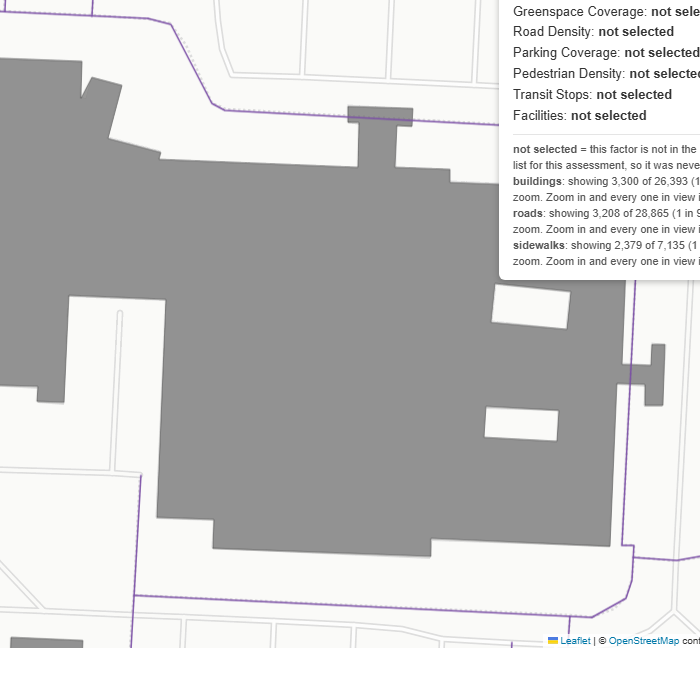 Greenspace Coverage: not sele
Road Density: not selected
Parking Coverage: not selected
Pedestrian Density: not selected
Transit Stops: not selected
Facilities: not selected
not selected = this factor is not in the
list for this assessment, so it was neve
buildings: showing 3,300 of 26,393 (1
zoom. Zoom in and every one in view i
roads: showing 3,208 of 28,865 (1 in 9
zoom. Zoom in and every one in view i
sidewalks: showing 2,379 of 7,135 (1
zoom. Zoom in and every one in view i
Leaflet | © OpenStreetMap cont